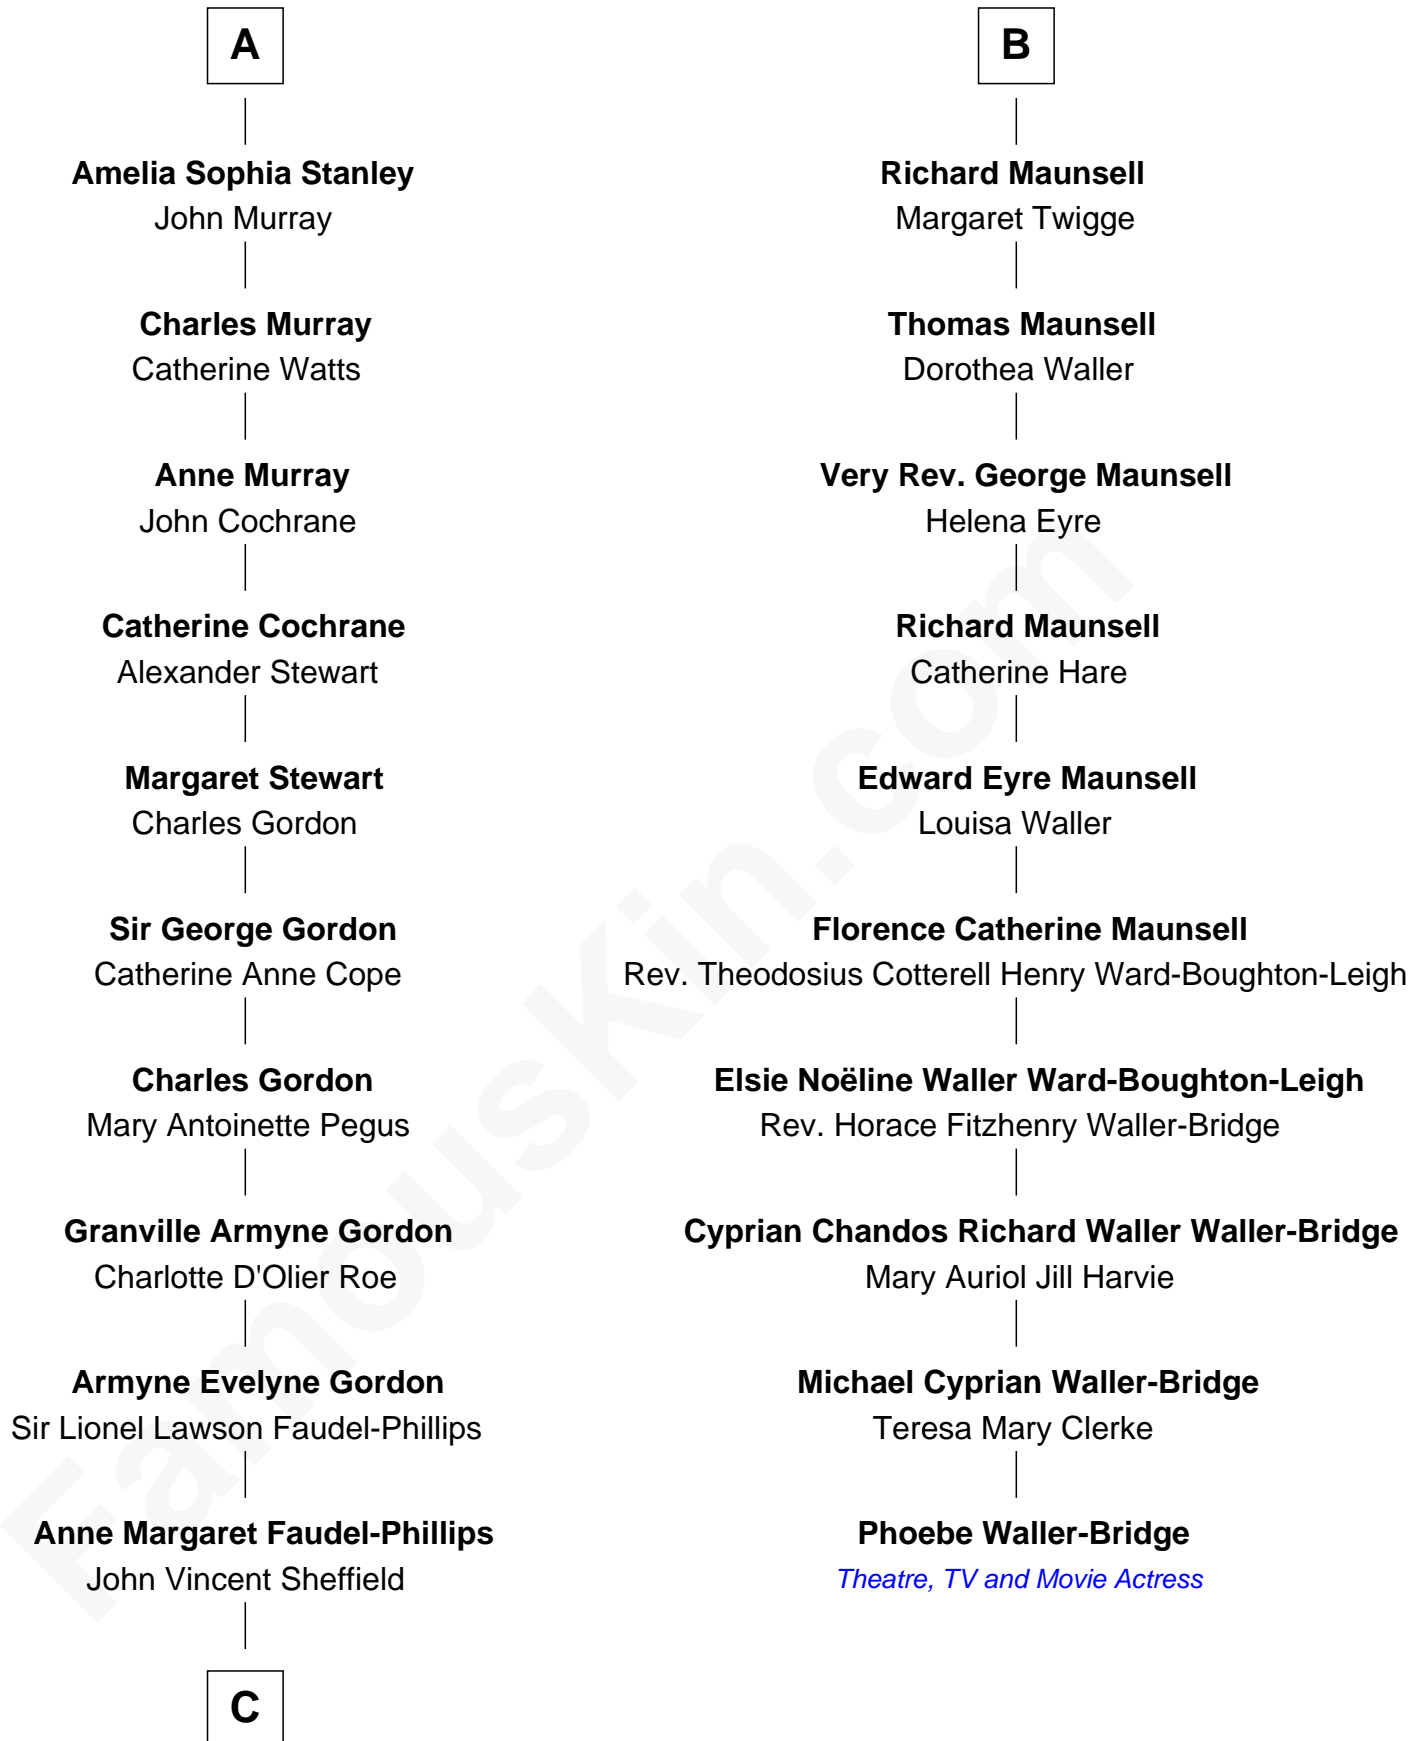 A
Amelia Sophia Stanley
John Murray
Charles Murray
Catherine Watts
Anne Murray
John Cochrane
Catherine Cochrane
Alexander Stewart
Margaret Stewart
Charles Gordon
Sir George Gordon
Catherine Anne Cope
Charles Gordon
Mary Antoinette Pegus
Granville Armyne Gordon
Charlotte D'Olier Roe
Armyne Evelyne Gordon
Sir Lionel Lawson Faudel-Phillips
Anne Margaret Faudel-Phillips
John Vincent Sheffield
C
B
Richard Maunsell
Margaret Twigge
Thomas Maunsell
Dorothea Waller
Very Rev. George Maunsell
Helena Eyre
Richard Maunsell
Catherine Hare
Edward Eyre Maunsell
Louisa Waller
Florence Catherine Maunsell
Rev. Theodosius Cotterell Henry Ward-Boughton-Leigh
Elsie Noëline Waller Ward-Boughton-Leigh
Rev. Horace Fitzhenry Waller-Bridge
Cyprian Chandos Richard Waller Waller-Bridge
Mary Auriol Jill Harvie
Michael Cyprian Waller-Bridge
Teresa Mary Clerke
Phoebe Waller-Bridge
Theatre, TV and Movie Actress
FamousKin.com